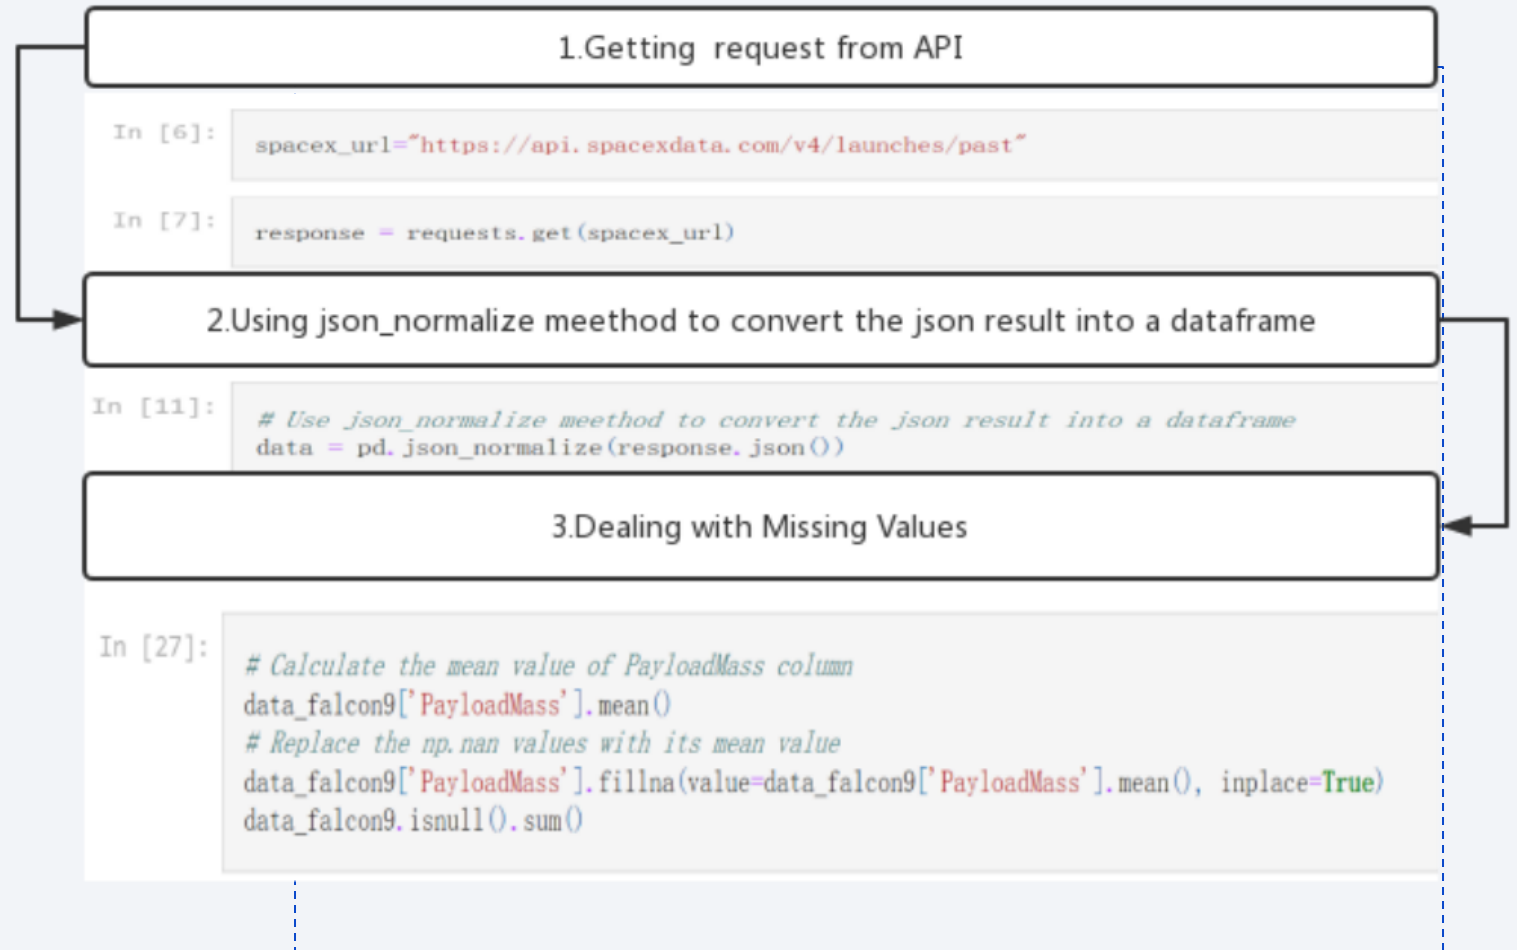 1.Getting  request from API
In [6]:
spacex_url="https://api.spacexdata.com/v4/launches/past"
In [7]:
response = requests.get(spacex_url)
2.Using json_normalize meethod to convert the json result into a dataframe
In [11]:
# Use json_normalize meethod to convert the json result into a dataframe
data = pd.json_normalize(response.json())
3.Dealing with Missing Values
In [27]:
# Calculate the mean value of PayloadMass column
data_falcon9['PayloadMass'].mean()
# Replace the np.nan values with its mean value
data_falcon9['PayloadMass'].fillna(value=data_falcon9['PayloadMass'].mean(), inplace=True)
data_falcon9.isnull().sum()